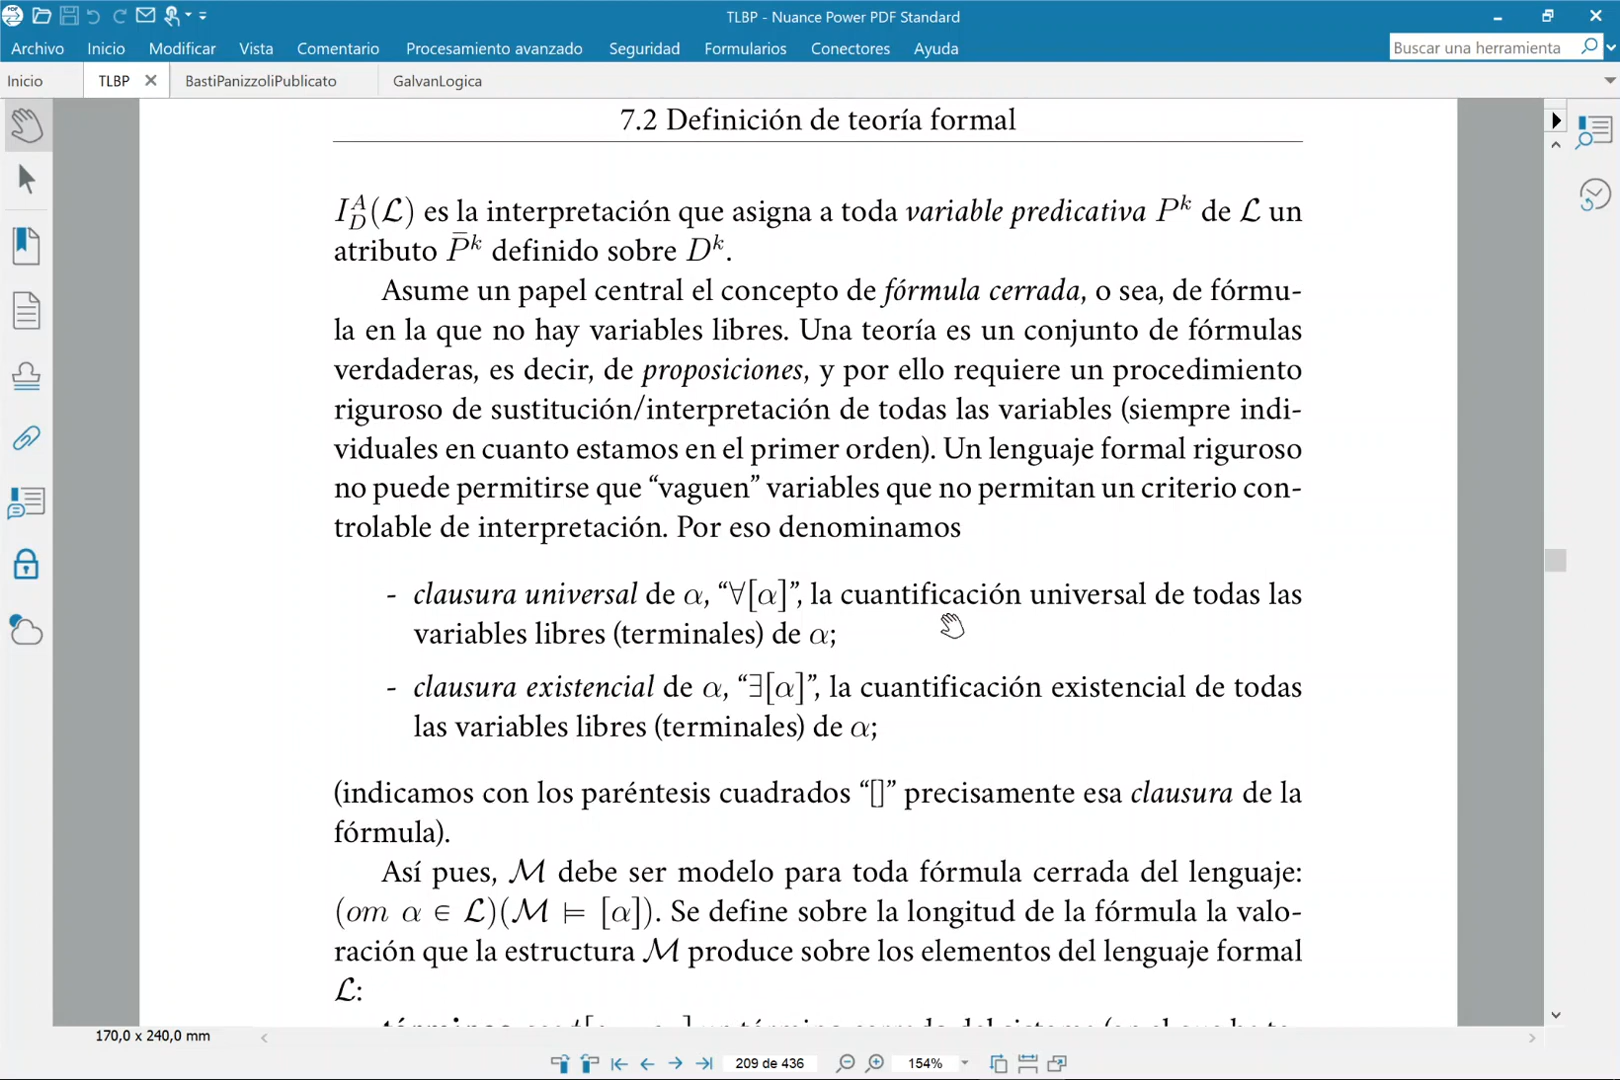 TLBP - Nuance Power PDF Standard
Archivo Inicio Modificar Vista Comentario Procesamiento avanzado Seguridad Formularios Conectores Ayuda
Buscar una herramienta
Inicio TLBP BastiPanizzoliPublicato GalvanLogica
7.2 Definición de teoría formal
I_D^A(ℒ) es la interpretación que asigna a toda variable predicativa P^k de ℒ un
atributo P̄^k definido sobre D^k.
Asume un papel central el concepto de fórmula cerrada, o sea, de fórmu-
la en la que no hay variables libres. Una teoría es un conjunto de fórmulas
verdaderas, es decir, de proposiciones, y por ello requiere un procedimiento
riguroso de sustitución/interpretación de todas las variables (siempre indi-
viduales en cuanto estamos en el primer orden). Un lenguaje formal riguroso
no puede permitirse que “vaguen” variables que no permitan un criterio con-
trolable de interpretación. Por eso denominamos
- clausura universal de α, “∀[α]”, la cuantificación universal de todas las
variables libres (terminales) de α;
- clausura existencial de α, “∃[α]”, la cuantificación existencial de todas
las variables libres (terminales) de α;
(indicamos con los paréntesis cuadrados “[]” precisamente esa clausura de la
fórmula).
Así pues, ℳ debe ser modelo para toda fórmula cerrada del lenguaje:
(om α ∈ ℒ)(ℳ ⊨ [α]). Se define sobre la longitud de la fórmula la valo-
ración que la estructura ℳ produce sobre los elementos del lenguaje formal
ℒ:
170,0 x 240,0 mm
209 de 436 154%